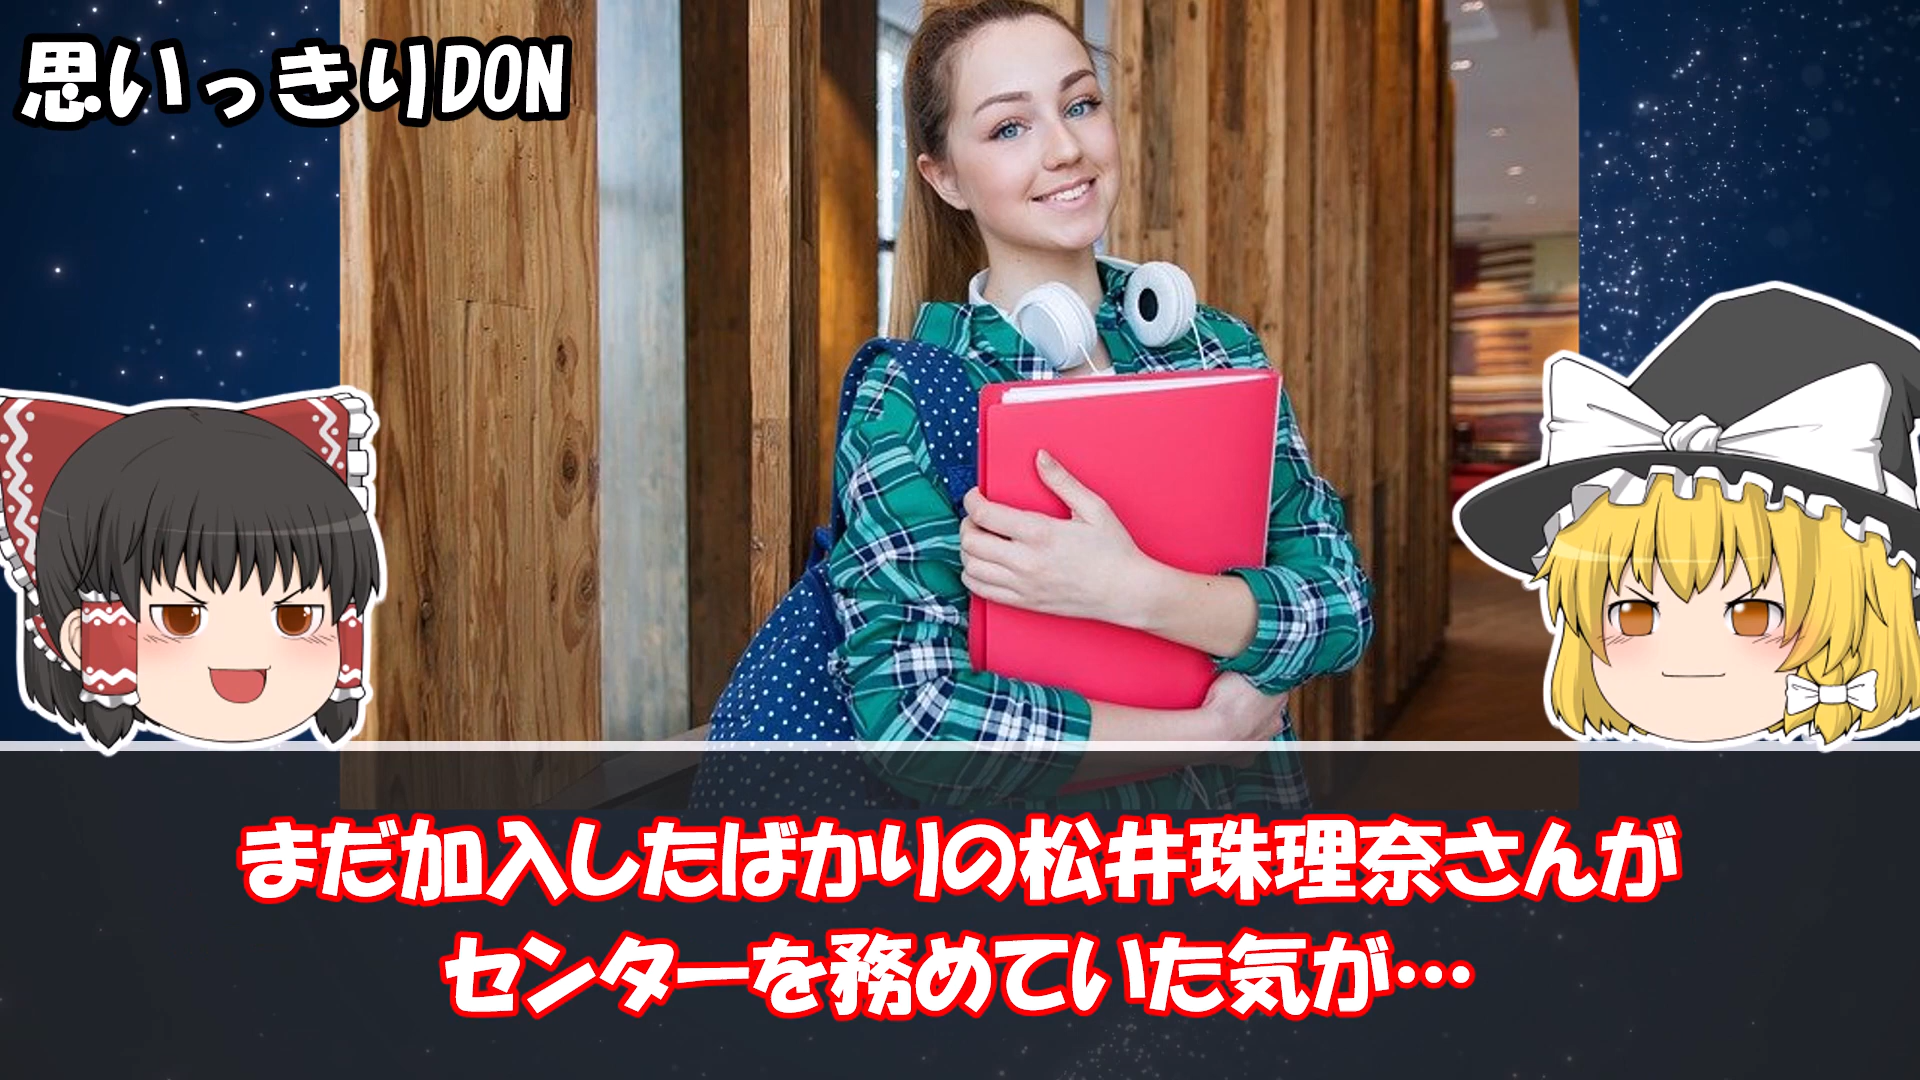 思いっきりDON
まだ加入したばかりの松井珠理奈さんが
センターを務めていた気が…